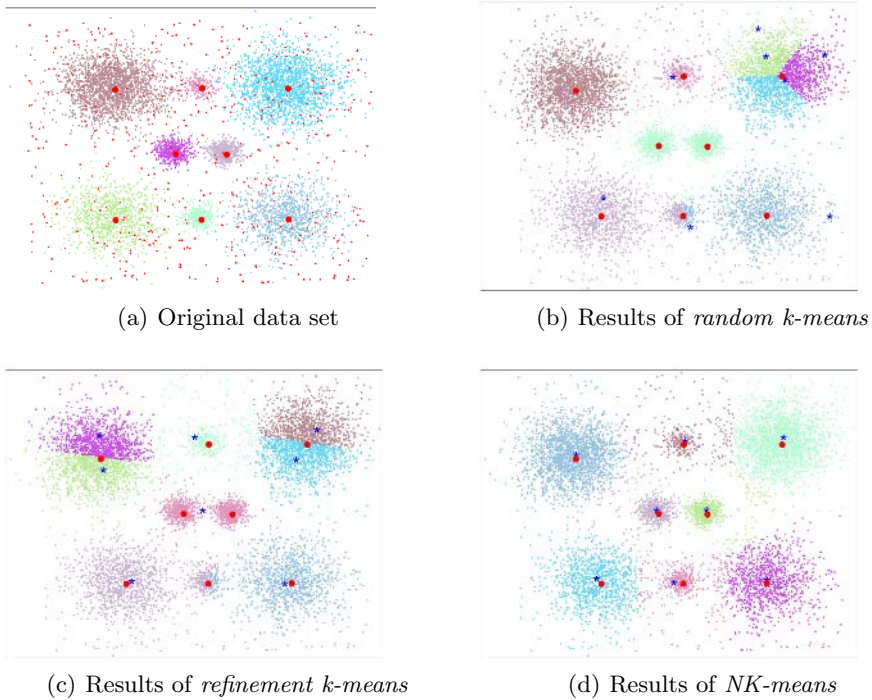 (a) Original data set
(b) Results of random k-means
(c) Results of refinement k-means
(d) Results of NK-means